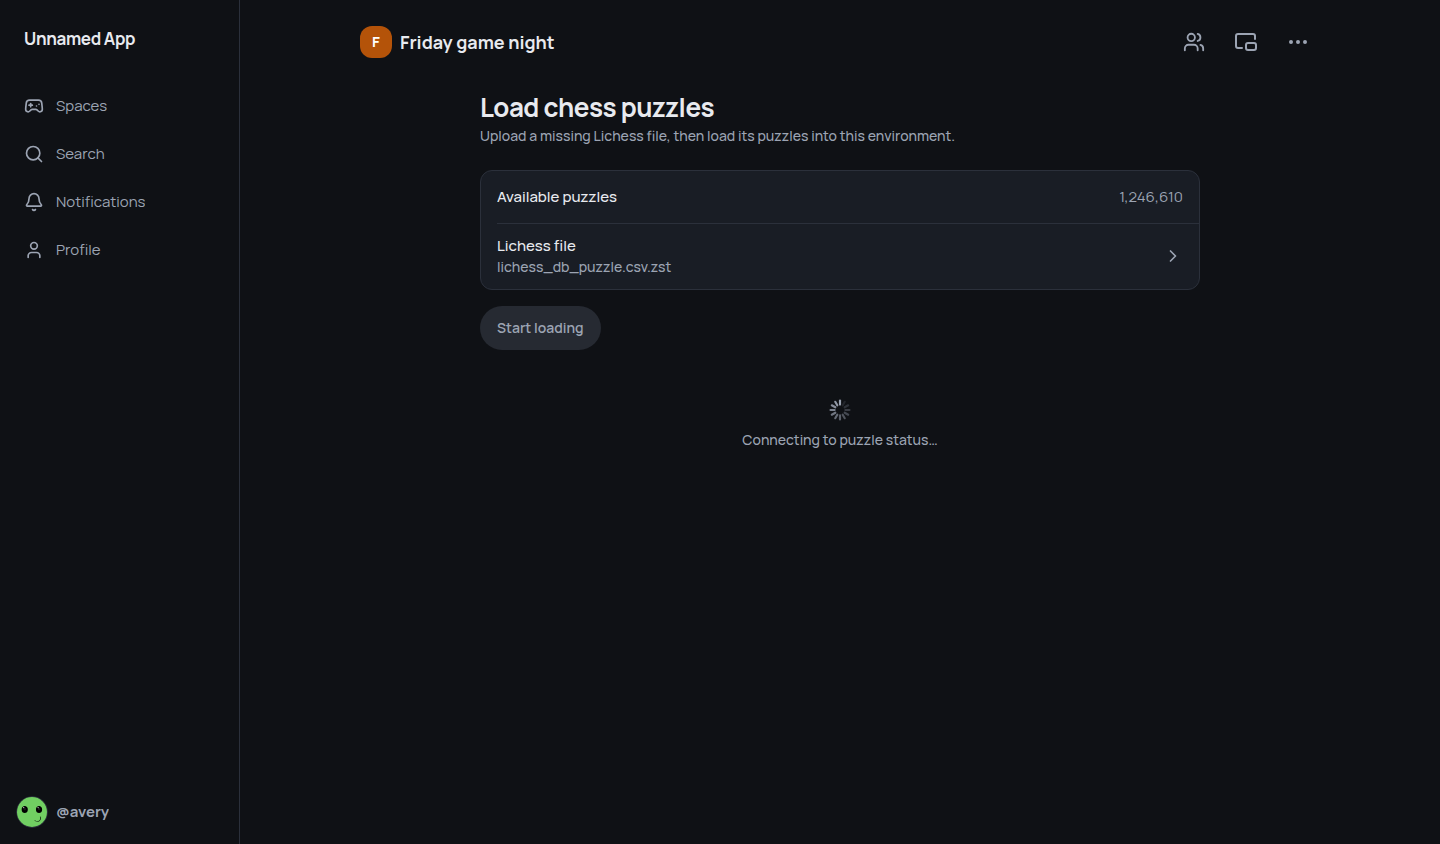 Unnamed App
Spaces
Search
Notifications
Profile
@avery
F
Friday game night
Load chess puzzles
Upload a missing Lichess file, then load its puzzles into this environment.
Available puzzles
1,246,610
Lichess file
lichess_db_puzzle.csv.zst
Start loading
Connecting to puzzle status…